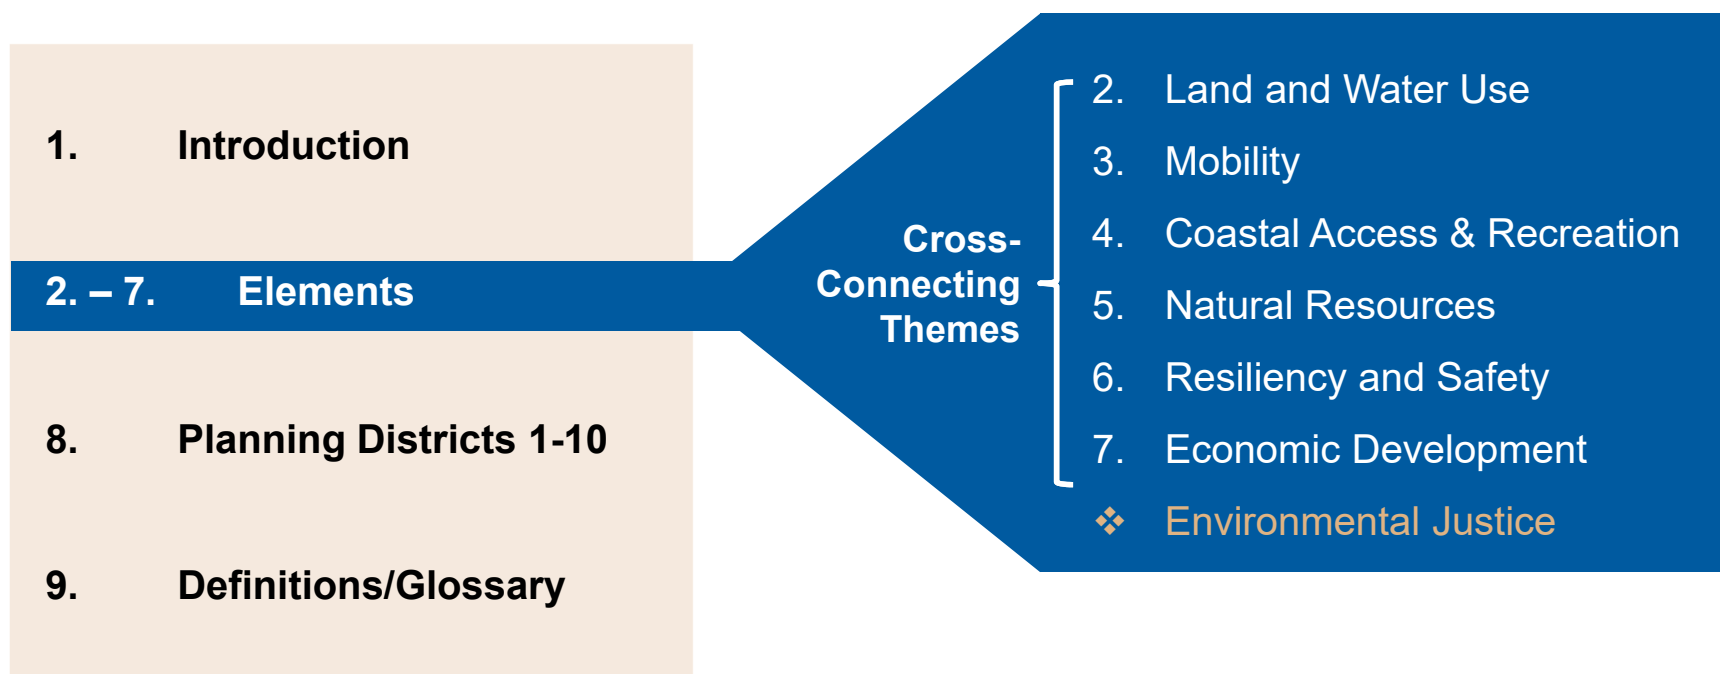 1. Introduction
2. – 7. Elements
8. Planning Districts 1-10
9. Definitions/Glossary
Cross-
Connecting
Themes
2. Land and Water Use
3. Mobility
4. Coastal Access & Recreation
5. Natural Resources
6. Resiliency and Safety
7. Economic Development
❖ Environmental Justice